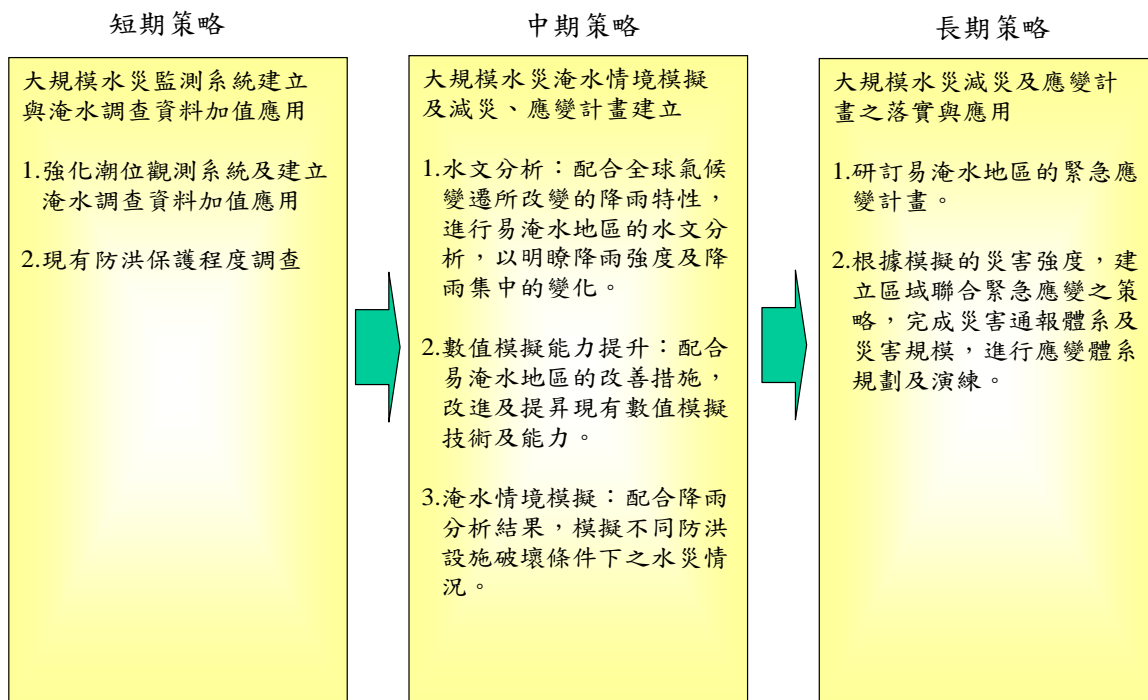 短期策略
大規模水災監測系統建立
與淹水調查資料加值應用
1.強化潮位觀測系統及建立
淹水調查資料加值應用
2.現有防洪保護程度調查
中期策略
大規模水災淹水情境模擬
及減災、應變計畫建立
1.水文分析：配合全球氣候
變遷所改變的降雨特性，
進行易淹水地區的水文分
析，以明瞭降雨強度及降
雨集中的變化。
2.數值模擬能力提升：配合
易淹水地區的改善措施，
改進及提昇現有數值模擬
技術及能力。
3.淹水情境模擬：配合降雨
分析結果，模擬不同防洪
設施破壞條件下之水災情
況。
長期策略
大規模水災減災及應變計
畫之落實與應用
1.研訂易淹水地區的緊急應
變計畫。
2.根據模擬的災害強度，建
立區域聯合緊急應變之策
略，完成災害通報體系及
災害規模，進行應變體系
規劃及演練。